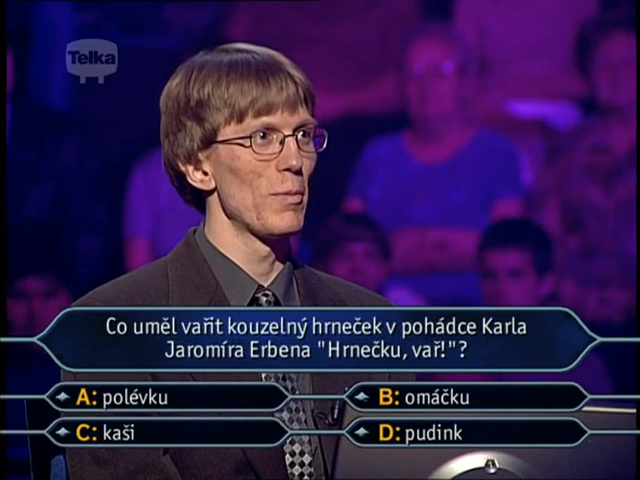 Telka
Co uměl vařit kouzelný hrneček v pohádce Karla
Jaromíra Erbena "Hrnečku, vař!"?
A: polévku
B: omáčku
C: kaši
D: pudink